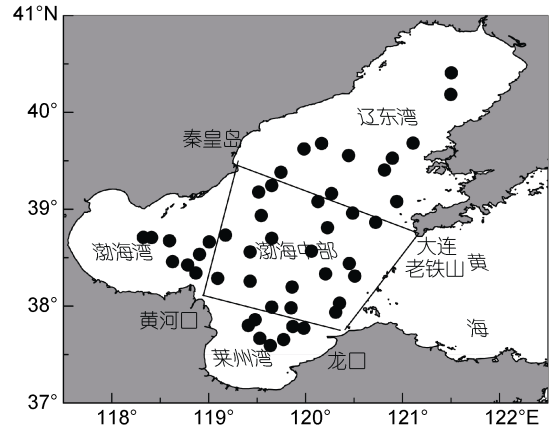 41°N
40°
39°
38°
37°
辽东湾
秦皇岛
渤海湾
渤海中部
大连
老铁山
黄
海
黄河口
莱州湾
龙口
118°
119°
120°
121°
122°E